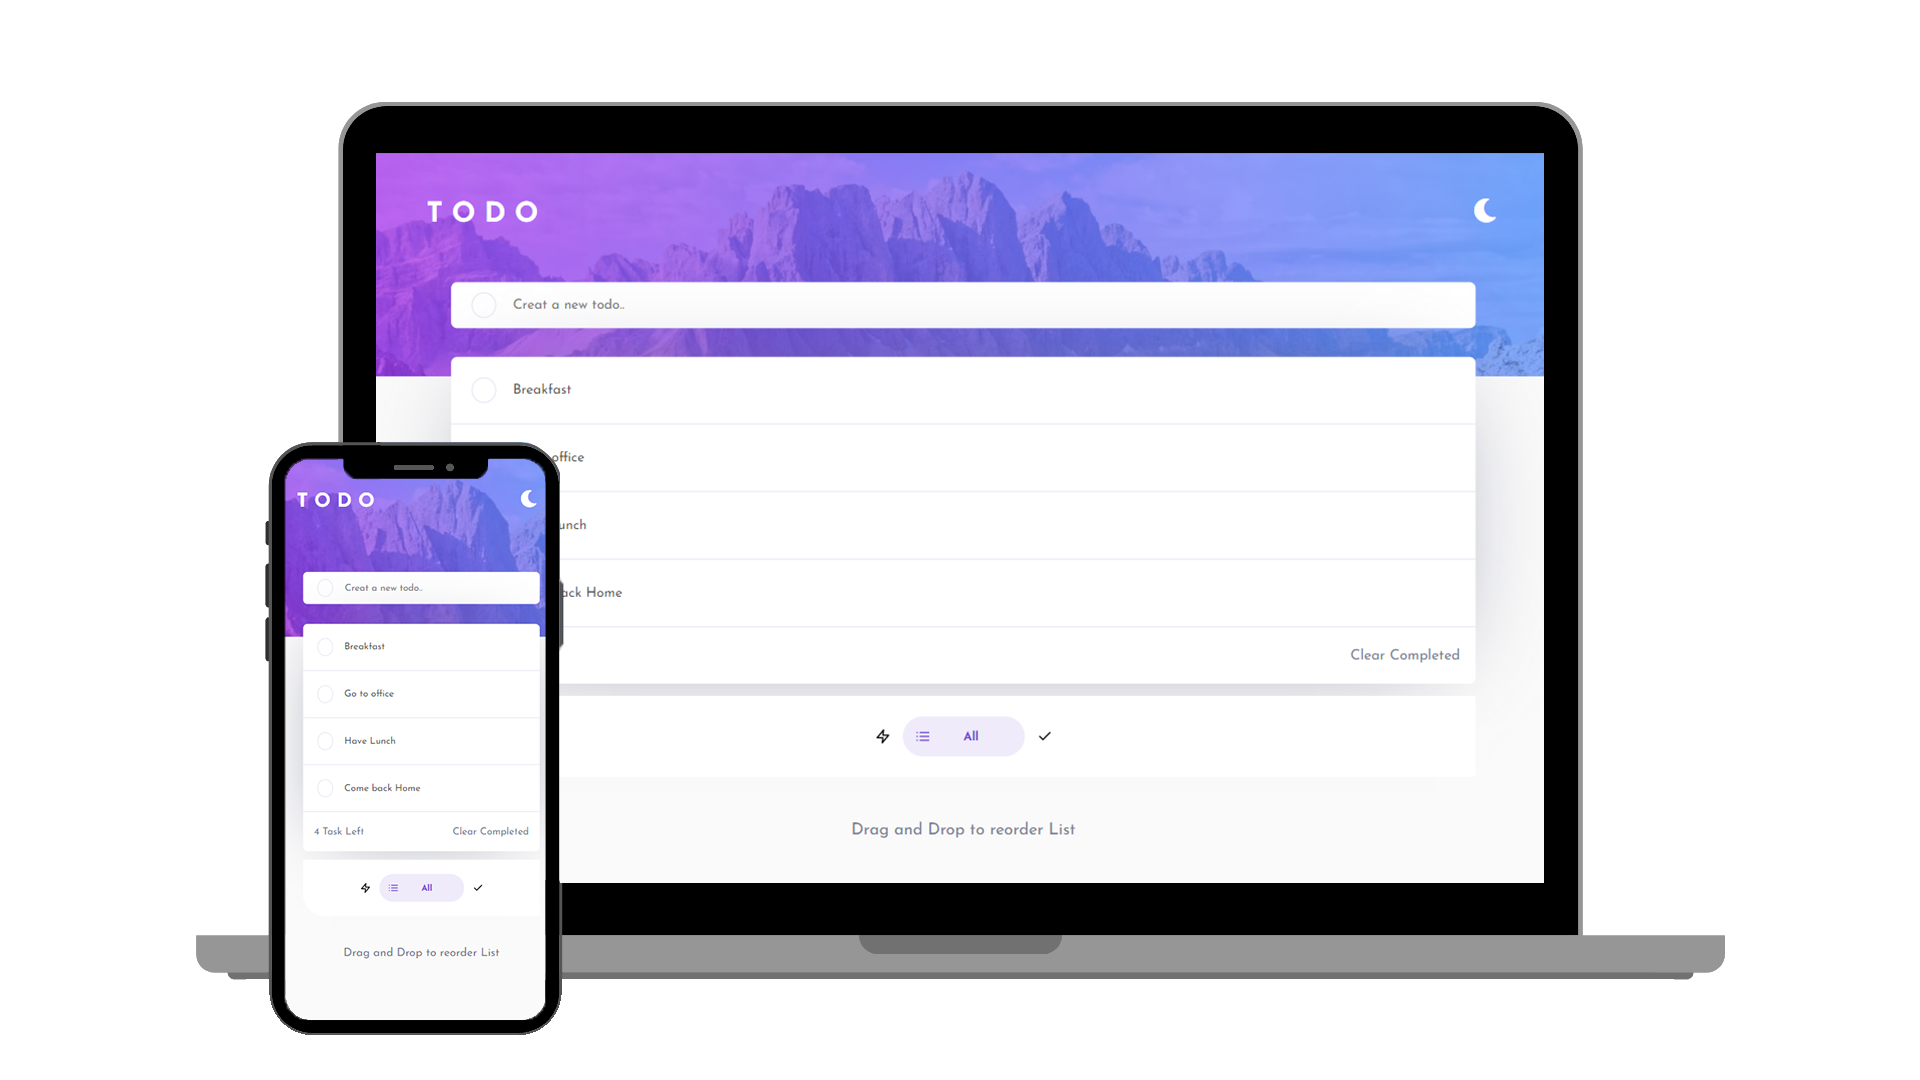 TODO
Creat a new todo..
Breakfast
office
unch
ack Home
Clear Completed
All
Drag and Drop to reorder List
TODO
Creat a new todo..
Breakfast
Go to office
Have Lunch
Come back Home
4 Task Left
Clear Completed
All
Drag and Drop to reorder List